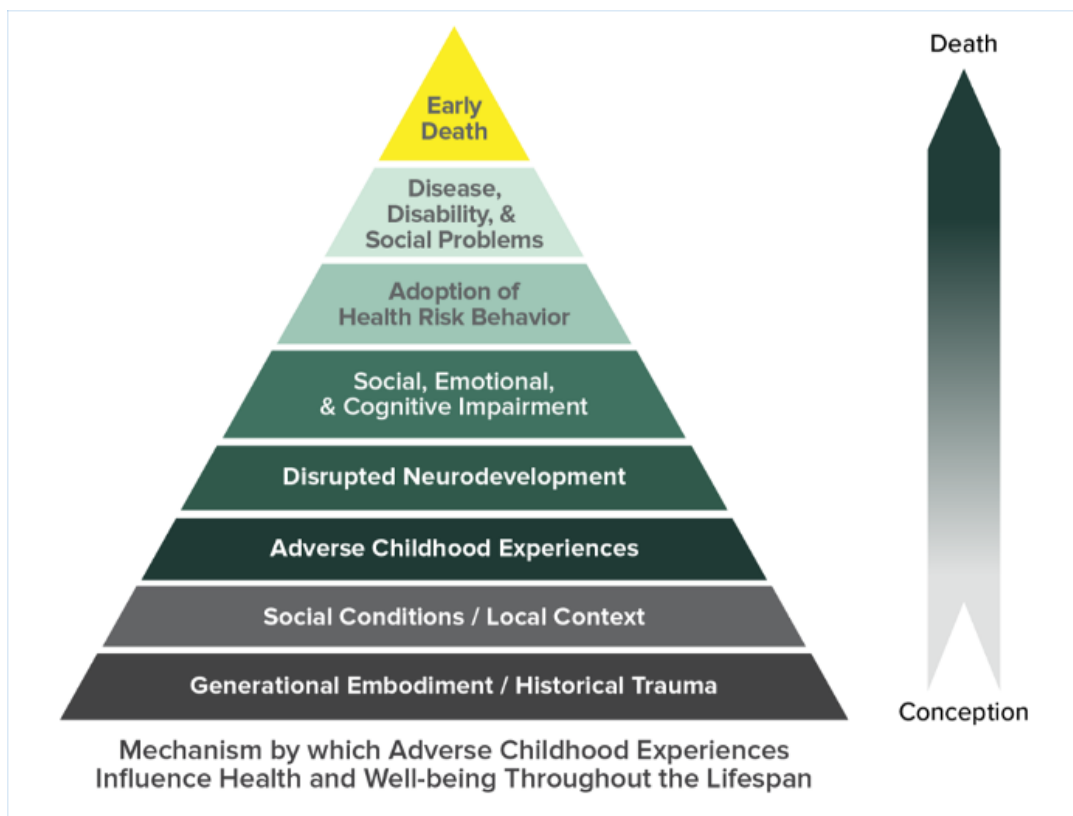 Early
Death
Disease,
Disability, &
Social Problems
Adoption of
Health Risk Behavior
Social, Emotional,
& Cognitive Impairment
Disrupted Neurodevelopment
Adverse Childhood Experiences
Social Conditions / Local Context
Generational Embodiment / Historical Trauma
Mechanism by which Adverse Childhood Experiences
Influence Health and Well-being Throughout the Lifespan
Death
Conception